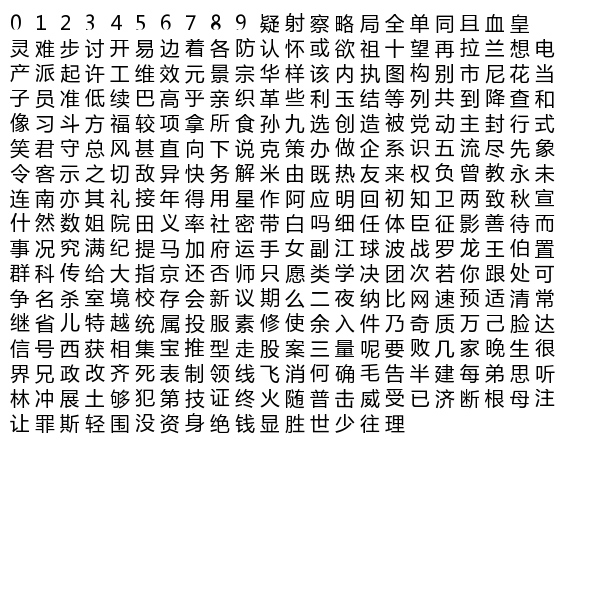 0 1 2 3 4 5 6 7 8 9 疑 射 察 略 局 全 单 同 且 血 皇
灵 难 步 讨 开 易 边 着 各 防 认 怀 或 欲 祖 十 望 再 拉 兰 想 电
产 派 起 许 工 维 效 元 景 宗 华 样 该 内 执 图 构 别 市 尼 花 当
子 员 准 低 续 巴 高 乎 亲 织 革 些 利 玉 结 等 列 共 到 降 查 和
像 习 斗 方 福 较 项 拿 所 食 孙 九 选 创 造 被 党 动 主 封 行 式
笑 君 守 总 风 甚 直 向 下 食 说 克 策 办 做 企 系 识 五 流 尽 先 象
令 客 示 之 切 敌 异 快 务 解 米 由 既 热 友 来 权 负 曾 教 永 未
连 南 亦 其 礼 接 年 得 用 星 作 阿 应 明 回 初 知 卫 两 致 秋 宣
什 然 数 姐 院 田 义 率 社 密 带 白 吗 细 任 体 臣 征 影 善 待 而
事 况 究 满 纪 提 马 加 府 运 手 女 副 江 球 波 战 罗 龙 王 伯 置
群 科 传 给 大 指 京 还 否 师 只 愿 类 学 决 团 次 若 你 跟 处 可
争 名 杀 室 境 校 存 会 新 议 期 么 二 夜 纳 比 网 速 预 适 清 常
继 省 儿 特 越 统 属 投 服 素 修 使 余 入 件 乃 奇 质 万 己 脸 达
信 号 西 获 相 集 宝 推 型 走 股 案 三 量 呢 要 败 几 家 晚 生 很
界 兄 政 改 齐 死 表 制 领 线 飞 消 何 确 毛 告 半 建 每 弟 思 听
林 冲 展 土 够 犯 第 技 证 终 火 随 普 击 威 受 已 济 断 根 母 注
让 罪 斯 轻 围 没 资 身 绝 钱 显 胜 世 少 往 理